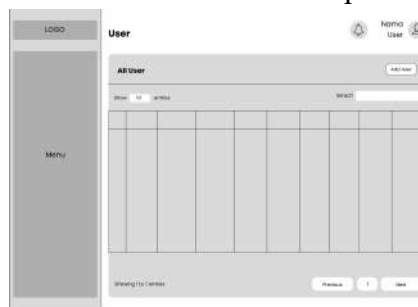 LOGO
User
Nama
User
All User
Add User
Show 10 entries
Search
Menu
Showing 1 to 1 entries
Previous 1 Next